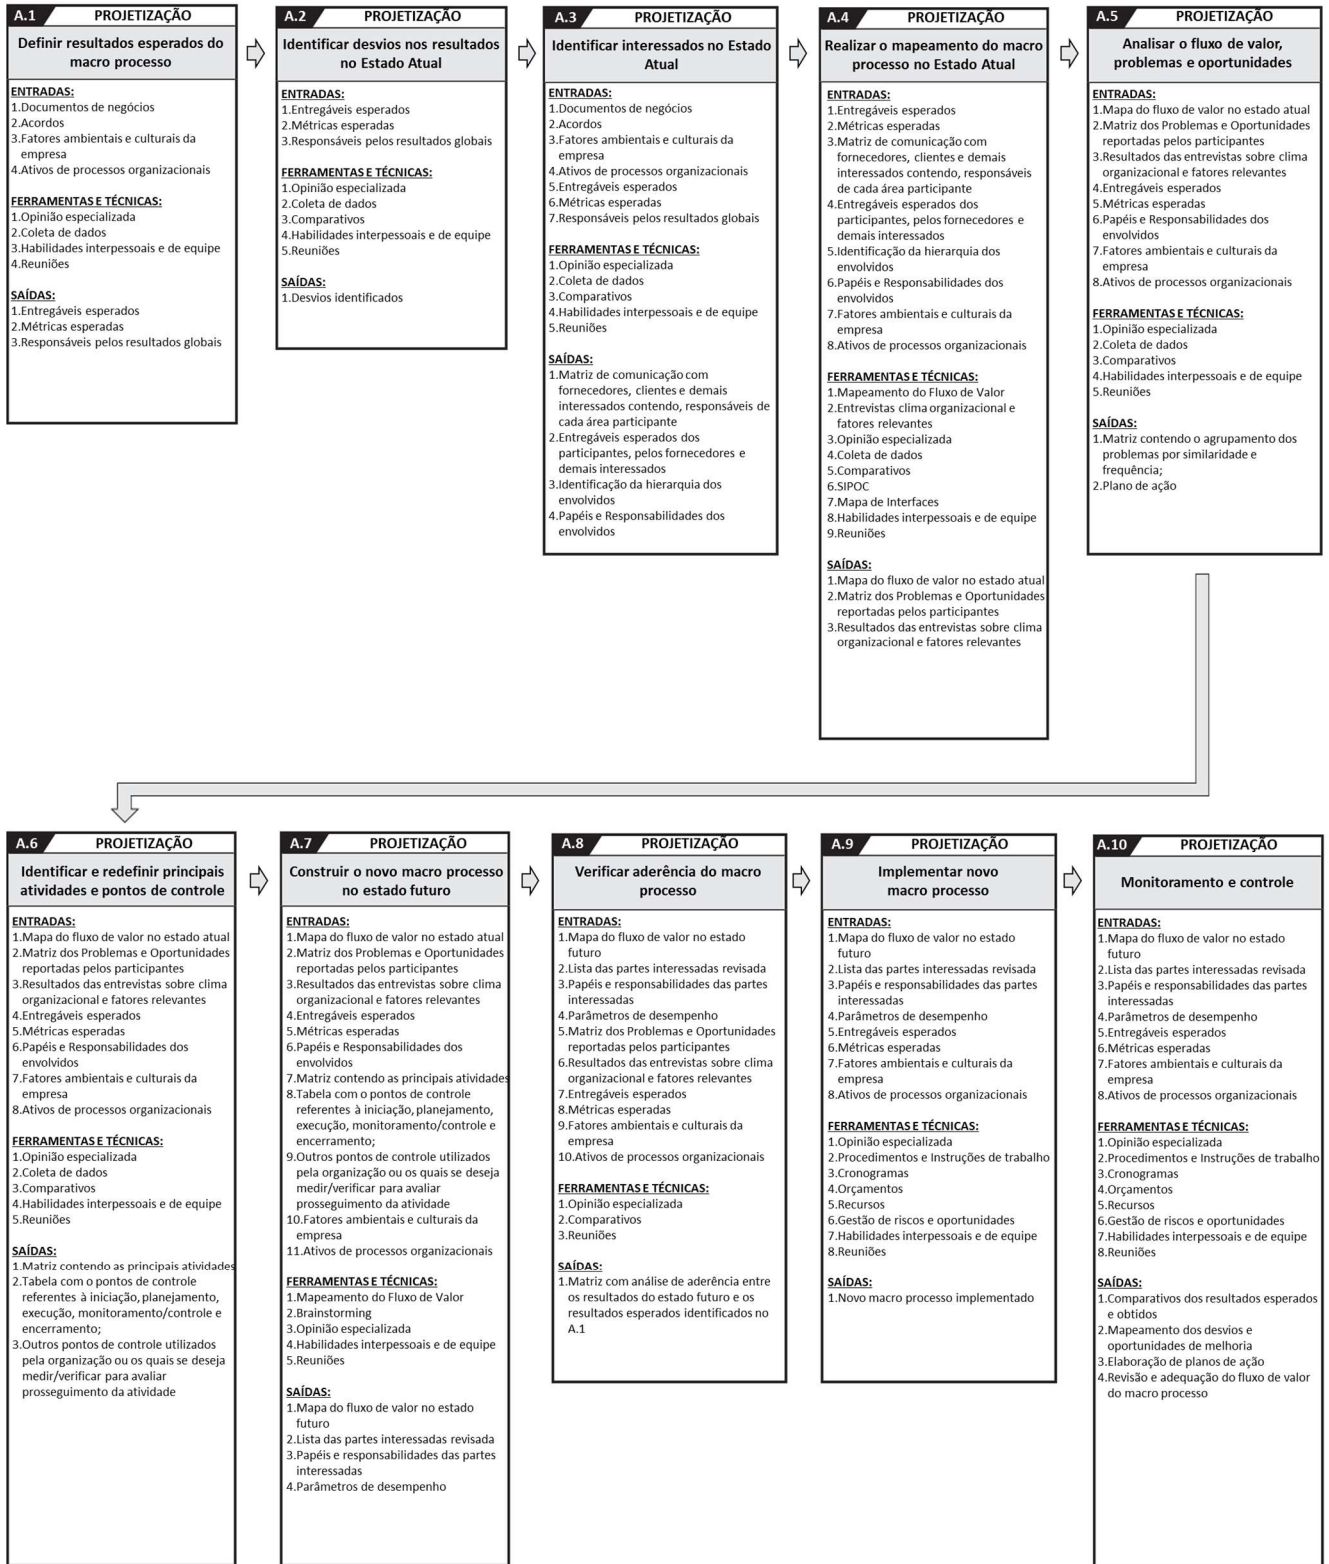 A.1 PROJETIZAÇÃO
Definir resultados esperados do
macro processo
ENTRADAS:
1.Documentos de negócios
2.Acordos
3.Fatores ambientais e culturais da
empresa
4.Ativos de processos organizacionais
FERRAMENTAS E TÉCNICAS:
1.Opinião especializada
2.Coleta de dados
3.Habilidades interpessoais e de equipe
4.Reuniões
SAÍDAS:
1.Entregáveis esperados
2.Métricas esperadas
3.Responsáveis pelos resultados globais
A.2 PROJETIZAÇÃO
Identificar desvios nos resultados
no Estado Atual
ENTRADAS:
1.Entregáveis esperados
2.Métricas esperadas
3.Responsáveis pelos resultados globais
FERRAMENTAS E TÉCNICAS:
1.Opinião especializada
2.Coleta de dados
3.Comparativos
4.Habilidades interpessoais e de equipe
5.Reuniões
SAÍDAS:
1.Desvios identificados
A.3 PROJETIZAÇÃO
Identificar interessados no Estado
Atual
ENTRADAS:
1.Documentos de negócios
2.Acordos
3.Fatores ambientais e culturais da
empresa
4.Ativos de processos organizacionais
5.Entregáveis esperados
6.Métricas esperadas
7.Responsáveis pelos resultados globais
FERRAMENTAS E TÉCNICAS:
1.Opinião especializada
2.Coleta de dados
3.Comparativos
4.Habilidades interpessoais e de equipe
5.Reuniões
SAÍDAS:
1.Matriz de comunicação com
fornecedores, clientes e demais
interessados contendo, responsáveis de
cada área participante
2.Entregáveis esperados dos
participantes, pelos fornecedores e
demais interessados
3.Identificação da hierarquia dos
envolvidos
4.Papéis e Responsabilidades dos
envolvidos
A.4 PROJETIZAÇÃO
Realizar o mapeamento do macro
processo no Estado Atual
ENTRADAS:
1.Entregáveis esperados
2.Métricas esperadas
3.Matriz de comunicação com
fornecedores, clientes e demais
interessados contendo, responsáveis
de cada área participante
4.Entregáveis esperados dos
participantes, pelos fornecedores e
demais interessados
5.Identificação da hierarquia dos
envolvidos
6.Papéis e Responsabilidades dos
envolvidos
7.Fatores ambientais e culturais da
empresa
8.Ativos de processos organizacionais
FERRAMENTAS E TÉCNICAS:
1.Mapeamento do Fluxo de Valor
2.Entrevistas clima organizacional e
fatores relevantes
3.Opinião especializada
4.Coleta de dados
5.Comparativos
6.SIPOC
7.Mapa de Interfaces
8.Habilidades interpessoais e de equipe
9.Reuniões
SAÍDAS:
1.Mapa do fluxo de valor no estado atual
2.Matriz dos Problemas e Oportunidades
reportadas pelos participantes
3.Resultados das entrevistas sobre clima
organizacional e fatores relevantes
A.5 PROJETIZAÇÃO
Analisar o fluxo de valor,
problemas e oportunidades
ENTRADAS:
1.Mapa do fluxo de valor no estado atual
2.Matriz dos Problemas e Oportunidades
reportadas pelos participantes
3.Resultados das entrevistas sobre clima
organizacional e fatores relevantes
4.Entregáveis esperados
5.Métricas esperadas
6.Papéis e Responsabilidades dos
envolvidos
7.Fatores ambientais e culturais da
empresa
8.Ativos de processos organizacionais
FERRAMENTAS E TÉCNICAS:
1.Opinião especializada
2.Coleta de dados
3.Comparativos
4.Habilidades interpessoais e de equipe
5.Reuniões
SAÍDAS:
1.Matriz contendo o agrupamento dos
problemas por similaridade e
frequência;
2.Plano de ação
A.6 PROJETIZAÇÃO
Identificar e redefinir principais
atividades e pontos de controle
ENTRADAS:
1.Mapa do fluxo de valor no estado atual
2.Matriz dos Problemas e Oportunidades
reportadas pelos participantes
3.Resultados das entrevistas sobre clima
organizacional e fatores relevantes
4.Entregáveis esperados
5.Métricas esperadas
6.Papéis e Responsabilidades dos
envolvidos
7.Fatores ambientais e culturais da
empresa
8.Ativos de processos organizacionais
FERRAMENTAS E TÉCNICAS:
1.Opinião especializada
2.Coleta de dados
3.Comparativos
4.Habilidades interpessoais e de equipe
5.Reuniões
SAÍDAS:
1.Matriz contendo as principais atividades
2.Tabela com o pontos de controle
referentes à iniciação, planejamento,
execução, monitoramento/controle e
encerramento;
3.Outros pontos de controle utilizados
pela organização ou os quais se deseja
medir/verificar para avaliar
prosseguimento da atividade
A.7 PROJETIZAÇÃO
Construir o novo macro processo
no estado futuro
ENTRADAS:
1.Mapa do fluxo de valor no estado atual
2.Matriz dos Problemas e Oportunidades
reportadas pelos participantes
3.Resultados das entrevistas sobre clima
organizacional e fatores relevantes
4.Entregáveis esperados
5.Métricas esperadas
6.Papéis e Responsabilidades dos
envolvidos
7.Matriz contendo as principais atividades
8.Tabela com o pontos de controle
referentes à iniciação, planejamento,
execução, monitoramento/controle e
encerramento;
9.Outros pontos de controle utilizados
pela organização ou os quais se deseja
medir/verificar para avaliar
prosseguimento da atividade
10.Fatores ambientais e culturais da
empresa
11.Ativos de processos organizacionais
FERRAMENTAS E TÉCNICAS:
1.Mapeamento do Fluxo de Valor
2.Brainstorming
3.Opinião especializada
4.Habilidades interpessoais e de equipe
5.Reuniões
SAÍDAS:
1.Mapa do fluxo de valor no estado
futuro
2.Lista das partes interessadas revisada
3.Papéis e responsabilidades das partes
interessadas
4.Parâmetros de desempenho
A.8 PROJETIZAÇÃO
Verificar aderência do macro
processo
ENTRADAS:
1.Mapa do fluxo de valor no estado
futuro
2.Lista das partes interessadas revisada
3.Papéis e responsabilidades das partes
interessadas
4.Parâmetros de desempenho
5.Matriz dos Problemas e Oportunidades
reportadas pelos participantes
6.Resultados das entrevistas sobre clima
organizacional e fatores relevantes
7.Entregáveis esperados
8.Métricas esperadas
9.Fatores ambientais e culturais da
empresa
10.Ativos de processos organizacionais
FERRAMENTAS E TÉCNICAS:
1.Opinião especializada
2.Comparativos
3.Reuniões
SAÍDAS:
1.Matriz com análise de aderência entre
os resultados do estado futuro e os
resultados esperados identificados no
A.1
A.9 PROJETIZAÇÃO
Implementar novo
macro processo
ENTRADAS:
1.Mapa do fluxo de valor no estado
futuro
2.Lista das partes interessadas revisada
3.Papéis e responsabilidades das partes
interessadas
4.Parâmetros de desempenho
5.Entregáveis esperados
6.Métricas esperadas
7.Fatores ambientais e culturais da
empresa
8.Ativos de processos organizacionais
FERRAMENTAS E TÉCNICAS:
1.Opinião especializada
2.Procedimentos e Instruções de trabalho
3.Cronogramas
4.Orçamentos
5.Recursos
6.Gestão de riscos e oportunidades
7.Habilidades interpessoais e de equipe
8.Reuniões
SAÍDAS:
1.Novo macro processo implementado
A.10 PROJETIZAÇÃO
Monitoramento e controle
ENTRADAS:
1.Mapa do fluxo de valor no estado
futuro
2.Lista das partes interessadas revisada
3.Papéis e responsabilidades das partes
interessadas
4.Parâmetros de desempenho
5.Entregáveis esperados
6.Métricas esperadas
7.Fatores ambientais e culturais da
empresa
8.Ativos de processos organizacionais
FERRAMENTAS E TÉCNICAS:
1.Opinião especializada
2.Procedimentos e Instruções de trabalho
3.Cronogramas
4.Orçamentos
5.Recursos
6.Gestão de riscos e oportunidades
7.Habilidades interpessoais e de equipe
8.Reuniões
SAÍDAS:
1.Comparativos dos resultados esperados
e obtidos
2.Mapeamento dos desvios e
oportunidades de melhoria
3.Elaboração de planos de ação
4.Revisão e adequação do fluxo de valor
do macro processo